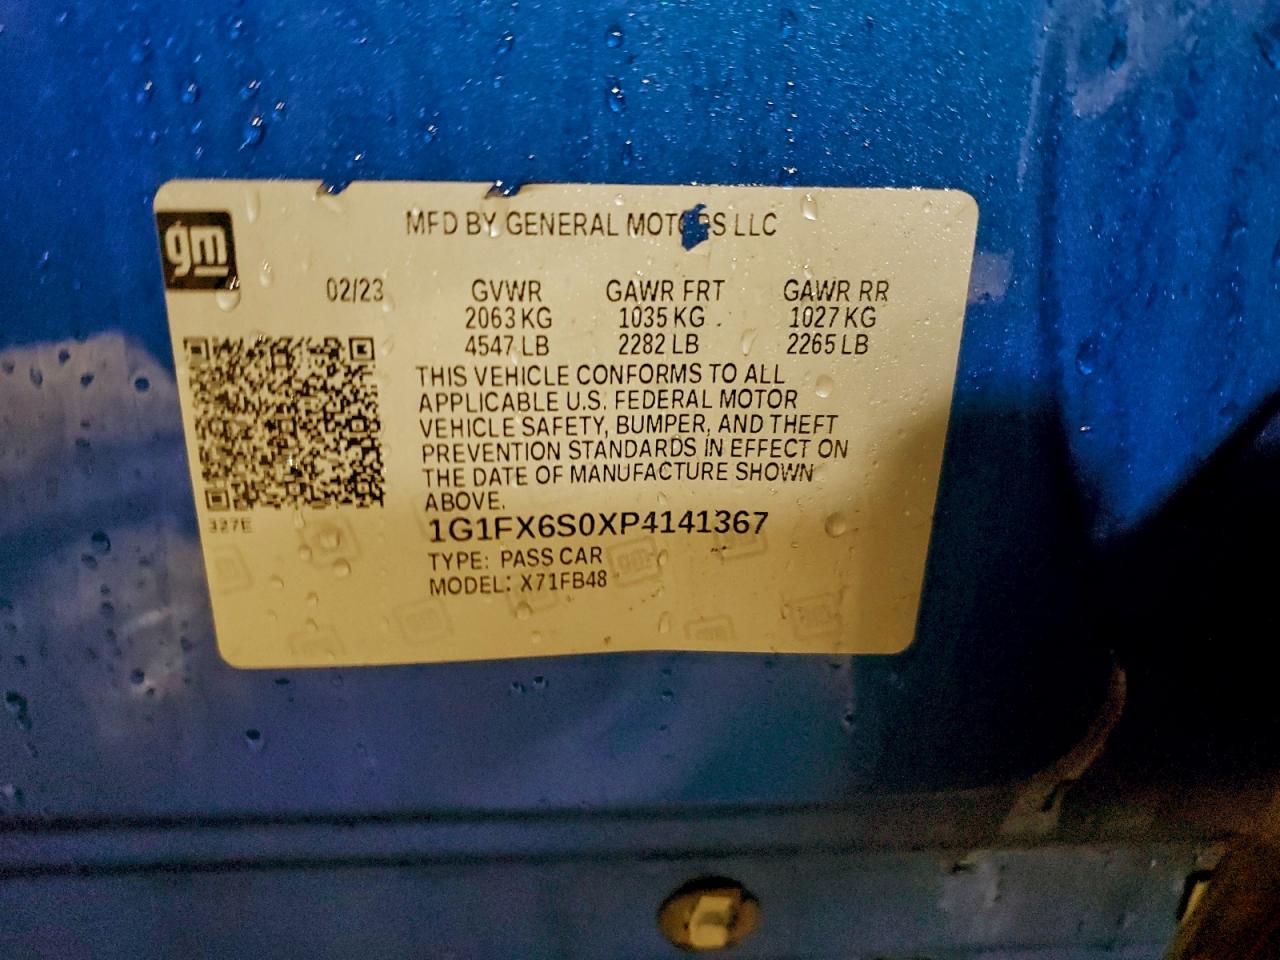 gm
MFD BY GENERAL MOTORS LLC
02/23 GVWR GAWR FRT GAWR RR
2063 KG 1035 KG 1027 KG
4547 LB 2282 LB 2265 LB
THIS VEHICLE CONFORMS TO ALL
APPLICABLE U.S. FEDERAL MOTOR
VEHICLE SAFETY, BUMPER, AND THEFT
PREVENTION STANDARDS IN EFFECT ON
THE DATE OF MANUFACTURE SHOWN
ABOVE.
327E
1G1FX6S0XP4141367
TYPE: PASS CAR
MODEL: X71FB48